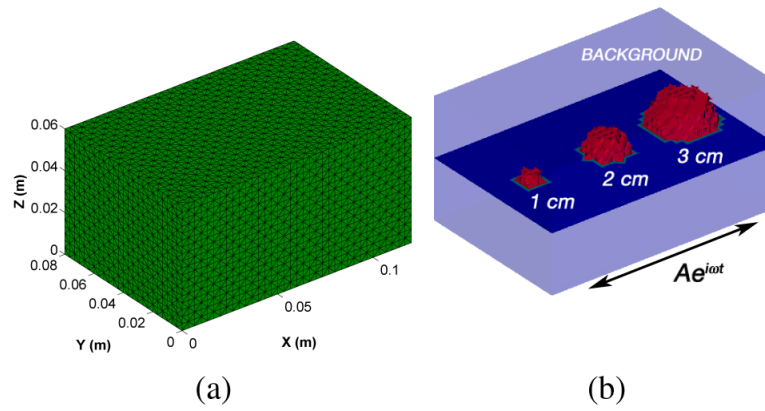 0.06
0.04
0.02
0
Z (m)
0.08
0.06
0.04
0.02
0
Y (m)
0
0.05
0.1
X (m)
(a)
BACKGROUND
1 cm
2 cm
3 cm
Ae^{iωt}
(b)